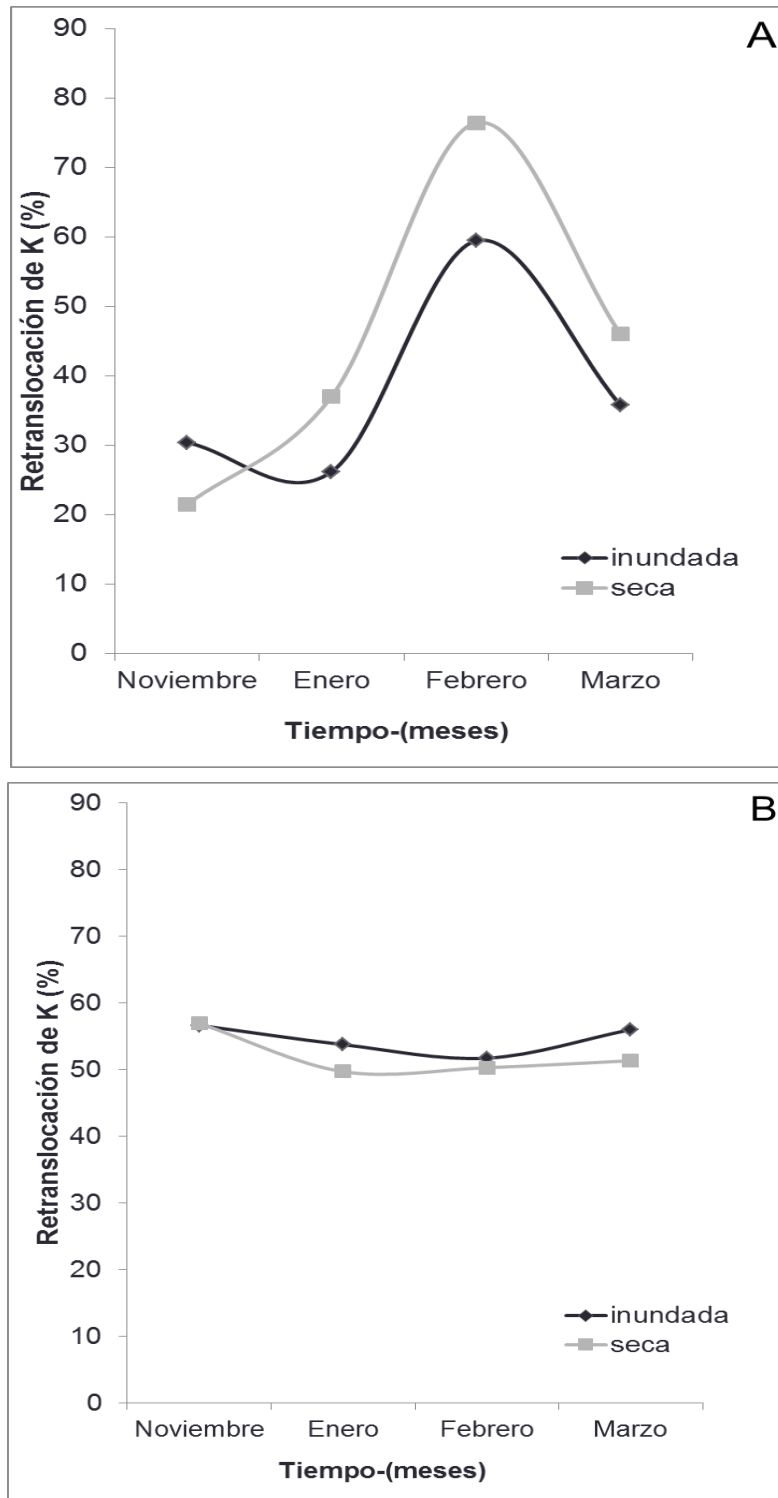 A
90
80
70
60
50
40
30
20
10
0
Retranslocación de K (%)
inundada
seca
Noviembre Enero Febrero Marzo
Tiempo-(meses)
B
90
80
70
60
50
40
30
20
10
0
Retranslocación de K (%)
inundada
seca
Noviembre Enero Febrero Marzo
Tiempo-(meses)